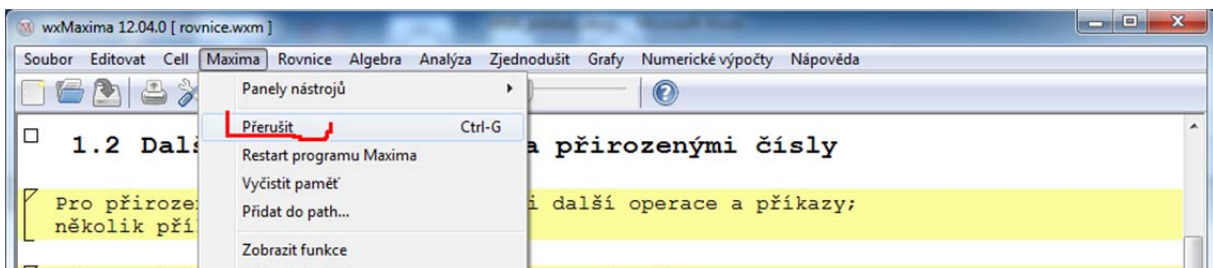 wxMaxima 12.04.0 [ rovnice.wxm ]
Soubor Editovat Cell Maxima Rovnice Algebra Analýza Zjednodušit Grafy Numerické výpočty Nápověda
Panely nástrojů
Přerušit Ctrl-G
1.2 Dalš a přirozenými čísly
Restart programu Maxima
Vyčistit paměť
Pro přiroze i další operace a příkazy;
Přidat do path...
několik pří
Zobrazit funkce